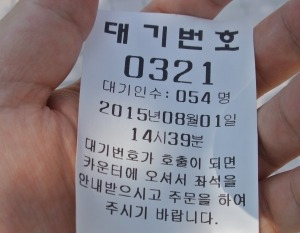 대기번호
0321
대기인수: 054 명
2015년08월01일
14시39분
대기번호가 호출이 되면
카운터에 오셔서 좌석을
안내받으시고 주문을 하여
주시기 바랍니다.